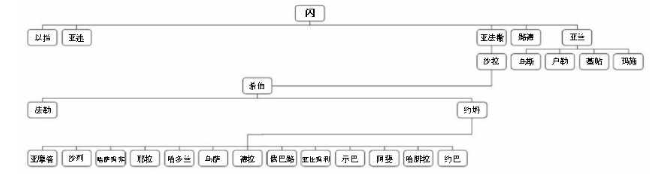 闪
以拦 亚述 亚法撒 路德 亚兰
沙拉 乌斯 户勒 基帖 玛施
希伯
法勒 约坍
亚摩答 沙列 哈萨玛非 耶拉 哈多兰 乌萨 德拉 俄巴路 亚比玛利 示巴 阿斐 哈腓拉 约巴